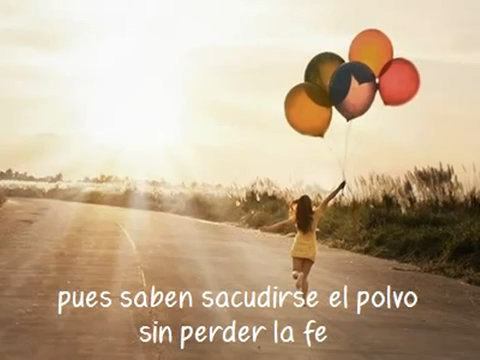 pues saben sacudirse el polvo
sin perder la fe